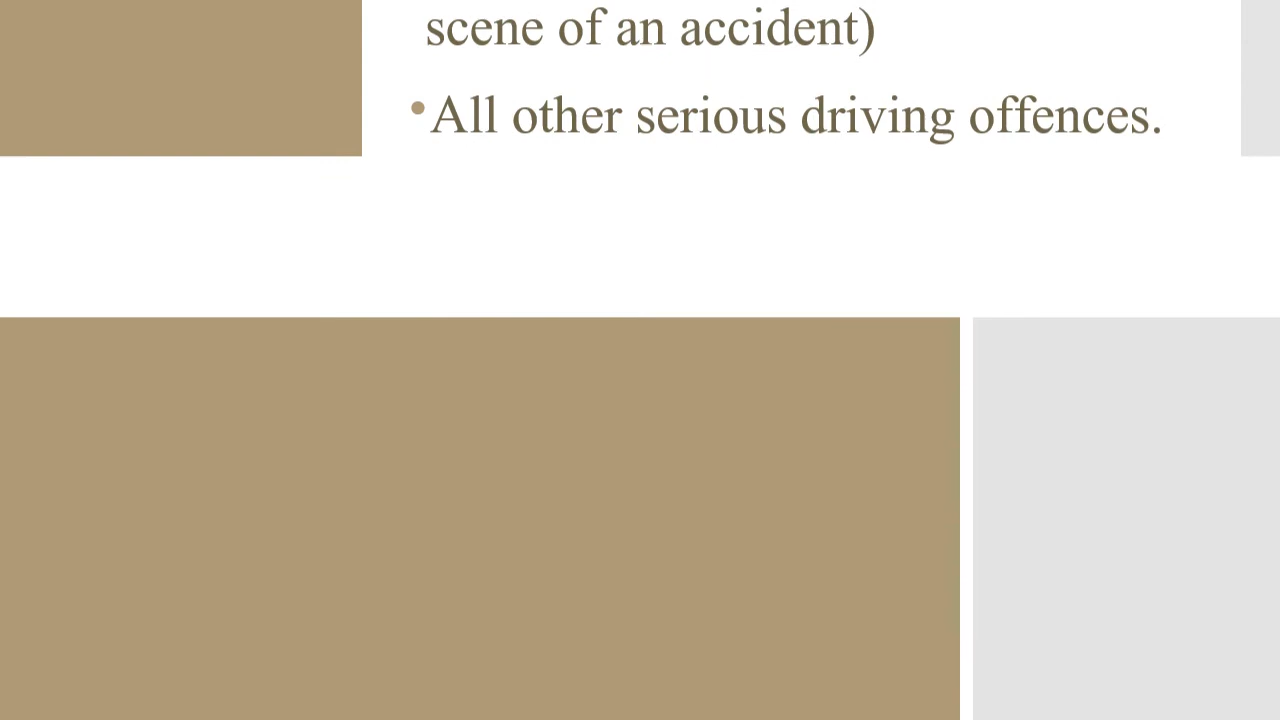 scene of an accident)
•All other serious driving offences.